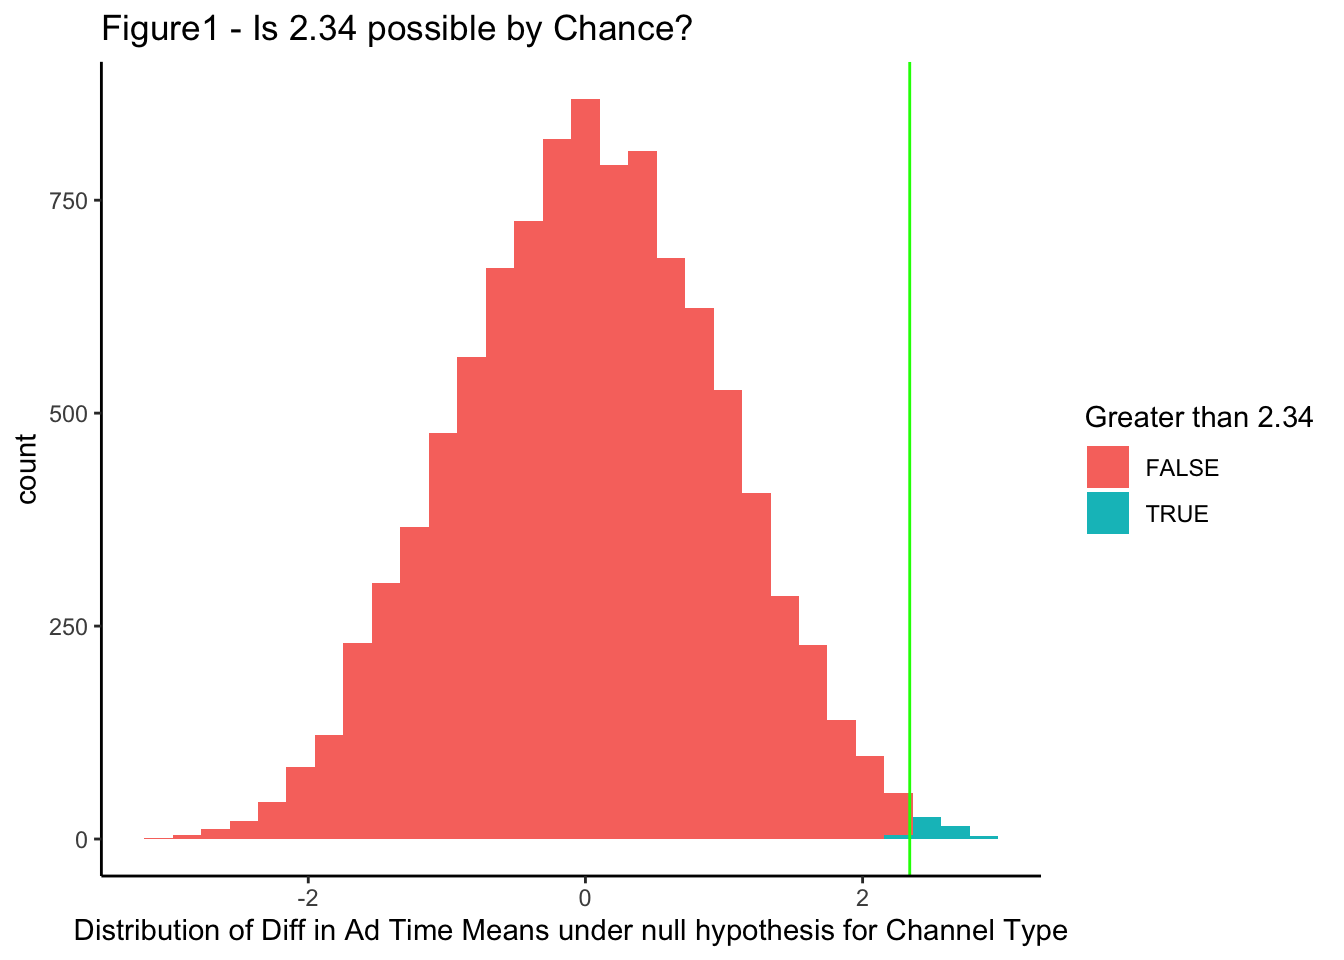 Figure1 - Is 2.34 possible by Chance?
750
500
250
0
count
-2
0
2
Distribution of Diff in Ad Time Means under null hypothesis for Channel Type
Greater than 2.34
FALSE
TRUE